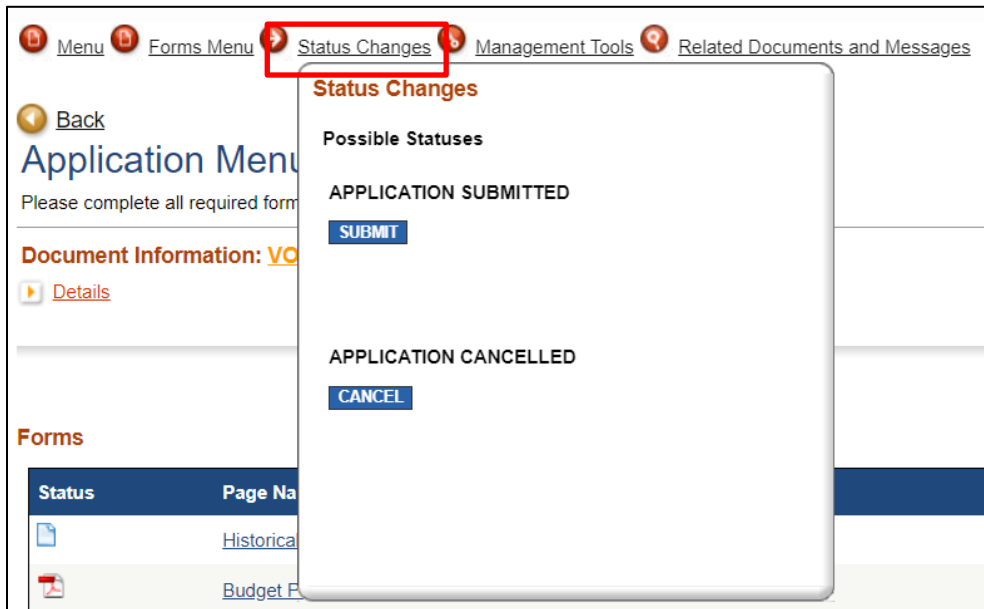 Menu Forms Menu Status Changes Management Tools Related Documents and Messages
Status Changes
Back
Possible Statuses
Application Menu
APPLICATION SUBMITTED
Please complete all required form
SUBMIT
Document Information: VO
Details
APPLICATION CANCELLED
CANCEL
Forms
Status Page Na
Historical
Budget P